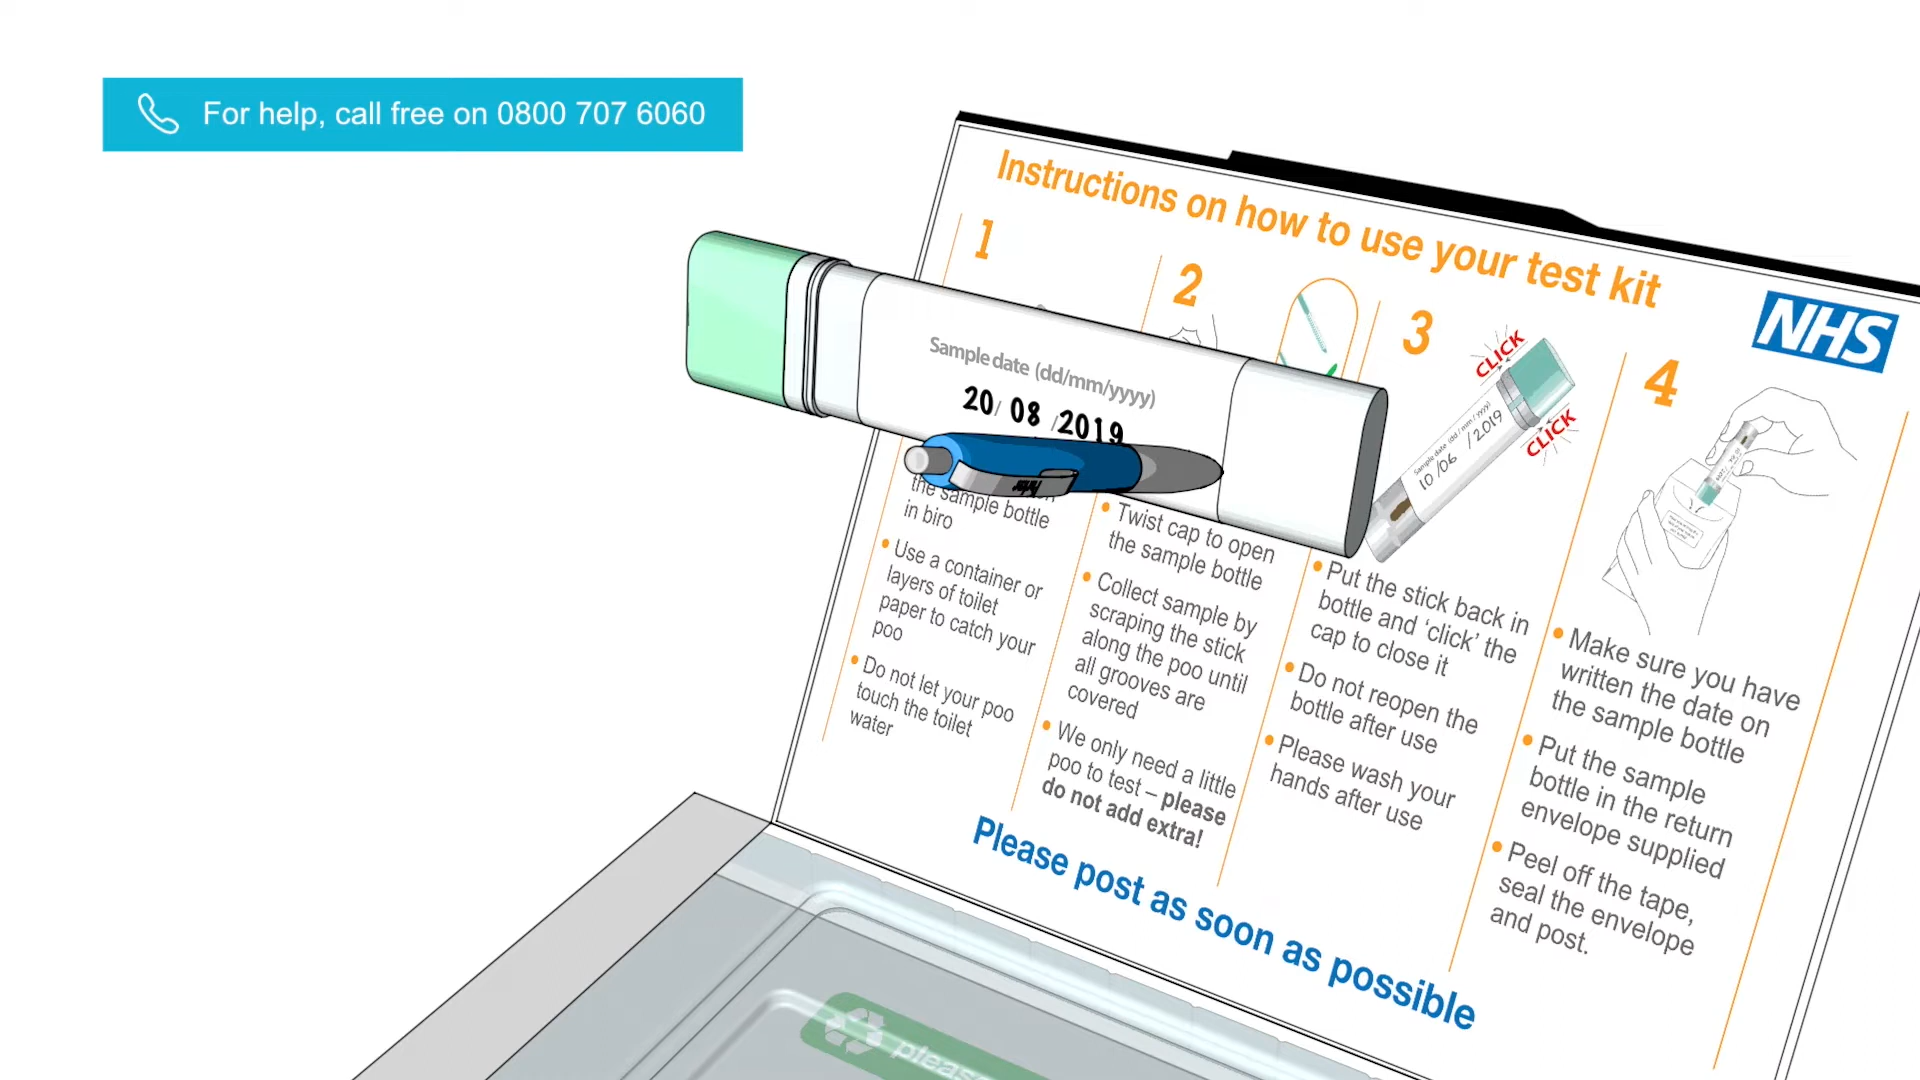 For help, call free on 0800 707 6060
Instructions on how to use your test kit
NHS
1
the sample bottle
in biro
• Use a container or
layers of toilet
paper to catch your
poo
• Do not let your poo
touch the toilet
water
2
• Twist cap to open
the sample bottle
• Collect sample by
scraping the stick
along the poo until
all grooves are
covered
• We only need a little
poo to test – please
do not add extra!
3
CLICK
CLICK
Sample date (dd/mm/yyyy)
10/06/2019
• Put the stick back in
bottle and ‘click’ the
cap to close it
• Do not reopen the
bottle after use
• Please wash your
hands after use
4
• Make sure you have
written the date on
the sample bottle
• Put the sample
bottle in the return
envelope supplied
• Peel off the tape,
seal the envelope
and post.
Sample date (dd/mm/yyyy)
20/ 08 /2019
Please post as soon as possible
please